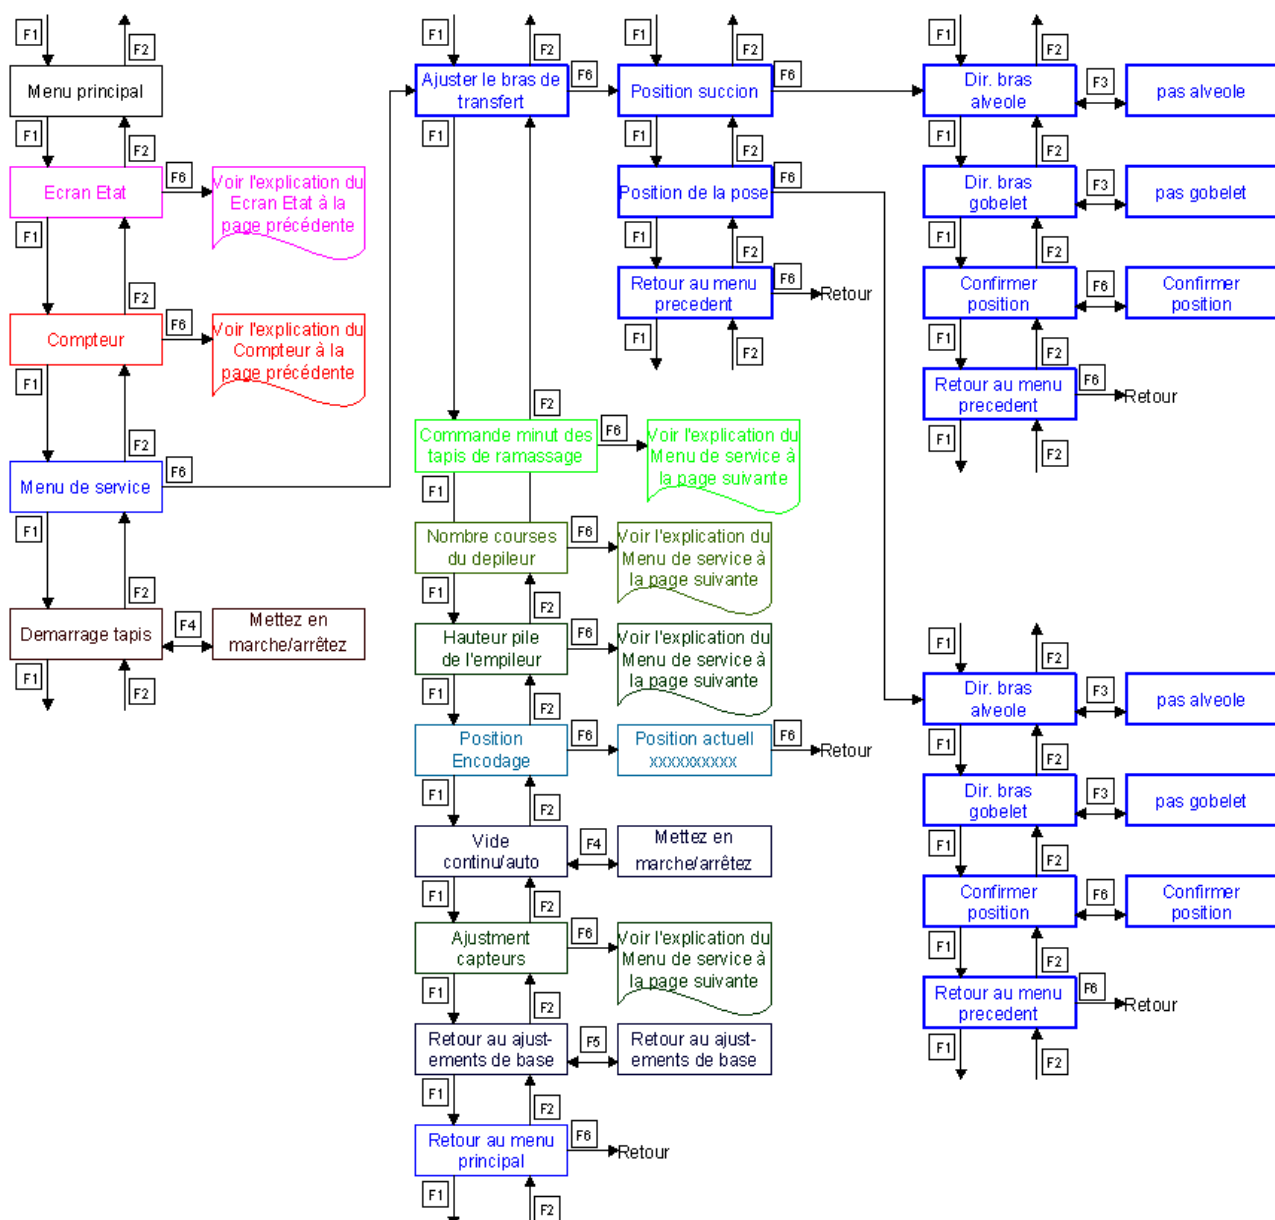 F1
F2
Menu principal
F1
F2
Ecran Etat
F6
Voir l'explication du
Ecran Etat à la
page précédente
F1
F2
Compteur
F6
Voir l'explication du
Compteur à la
page précédente
F1
F2
Menu de service
F6
F1
F2
Demarrage tapis
F4
Mettez en
marche/arrêtez
F1
F2
F1
F2
Ajuster le bras de
transfert
F6
F1
F2
Commande minut des
tapis de ramassage
F6
Voir l'explication du
Menu de service à
la page suivante
F1
Nombre courses
du depileur
F6
Voir l'explication du
Menu de service à
la page suivante
F1
F2
Hauteur pile
de l'empileur
F6
Voir l'explication du
Menu de service à
la page suivante
F1
F2
Position
Encodage
F6
Position actuell
xxxxxxxxxx
F6
Retour
F1
F2
Vide
continu/auto
F4
Mettez en
marche/arrêtez
F1
F2
Ajustment
capteurs
F6
Voir l'explication du
Menu de service à
la page suivante
F1
F2
Retour au ajust-
ements de base
F5
Retour au ajust-
ements de base
F1
F2
Retour au menu
principal
F6
Retour
F1
F2
F1
F2
Position succion
F6
F1
F2
Position de la pose
F6
F1
F2
Retour au menu
precedent
F6
Retour
F1
F2
F1
F2
Dir. bras
alveole
F3
pas alveole
F1
F2
Dir. bras
gobelet
F3
pas gobelet
F1
F2
Confirmer
position
F6
Confirmer
position
F1
F2
Retour au menu
precedent
F6
Retour
F1
F2
F1
F2
Dir. bras
alveole
F3
pas alveole
F1
F2
Dir. bras
gobelet
F3
pas gobelet
F1
F2
Confirmer
position
F6
Confirmer
position
F1
F2
Retour au menu
precedent
F6
Retour
F1
F2